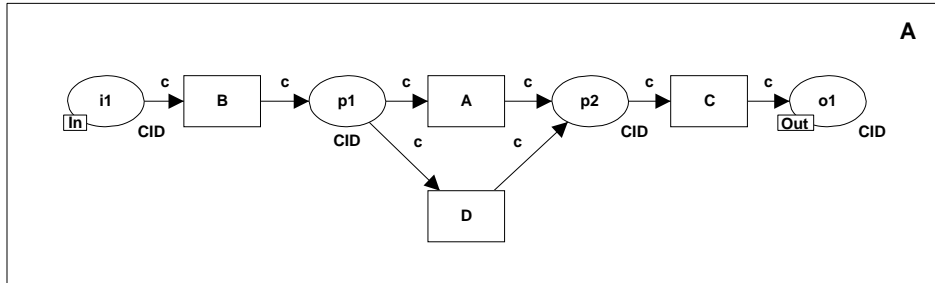 A
c c c c c c
i1 B p1 A p2 C o1
In Out
CID CID CID CID
c c
D